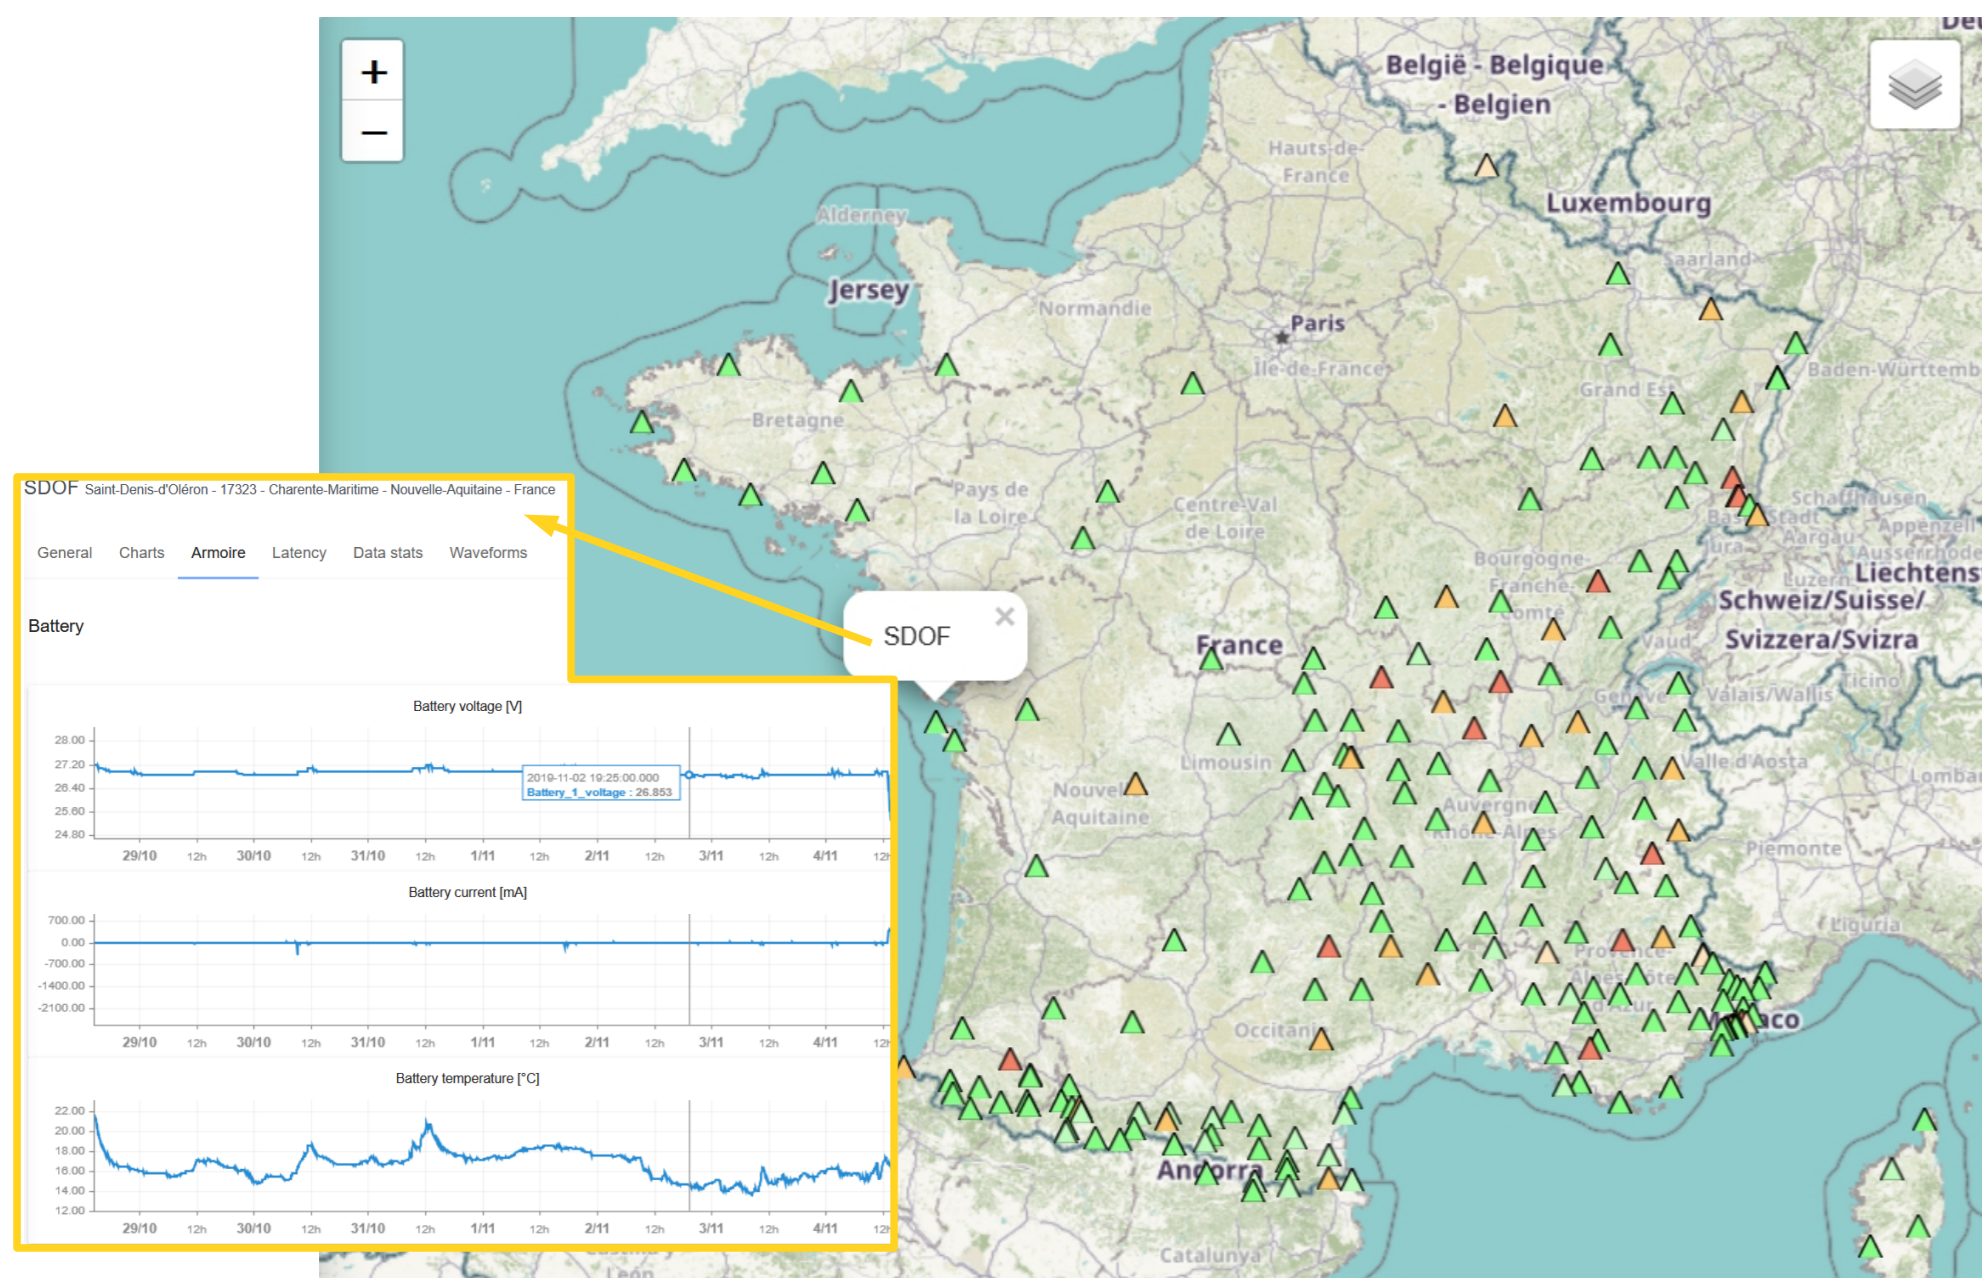 +
−
België - Belgique
- Belgien
Hauts-de-
France
Luxembourg
Saarland
Alderney
Jersey
Normandie
Paris
Île-de-France
Grand Est
Baden-Württemb
Bretagne
Pays de
la Loire
Centre-Val
de Loire
Schaffhausen
Appenzell
Aargau
Ausserrhode
Jura
Luzern
Liechtens
Bourgogne-
Franche-
Comté
Schweiz/Suisse/
Svizzera/Svizra
Vaud
Ticino
Genève
Valais/Wallis
France
SDOF
×
Limousin
Valle d'Aosta
Lombar
Nouvel
Aquitaine
Auvergne
Rhône-Alpes
Piemonte
Liguria
Provence-
Alpes-Côte
d'Azur
Monaco
Occitanie
Andorra
Catalunya
Castilla y
León
SDOF Saint-Denis-d'Oléron - 17323 - Charente-Maritime - Nouvelle-Aquitaine - France
General Charts Armoire Latency Data stats Waveforms
Battery
Battery voltage [V]
28.00
27.20
26.40
25.60
24.80
2019-11-02 19:25:00.000
Battery_1_voltage : 26.853
29/10 12h 30/10 12h 31/10 12h 1/11 12h 2/11 12h 3/11 12h 4/11 12h
Battery current [mA]
700.00
0.00
-700.00
-1400.00
-2100.00
29/10 12h 30/10 12h 31/10 12h 1/11 12h 2/11 12h 3/11 12h 4/11 12h
Battery temperature [°C]
22.00
20.00
18.00
16.00
14.00
12.00
29/10 12h 30/10 12h 31/10 12h 1/11 12h 2/11 12h 3/11 12h 4/11 12h